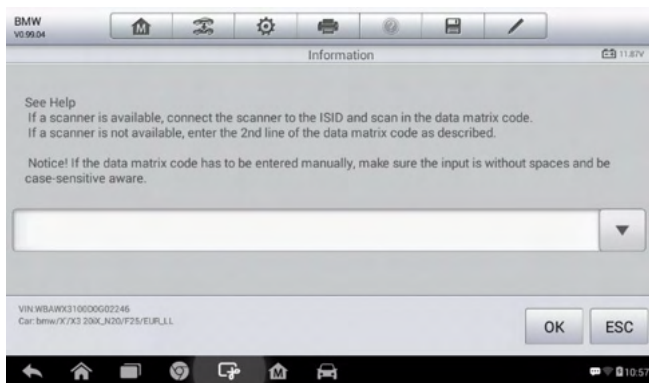 BMW
V0.99.04
Information
11.87V
See Help
If a scanner is available, connect the scanner to the ISID and scan in the data matrix code.
If a scanner is not available, enter the 2nd line of the data matrix code as described.
Notice! If the data matrix code has to be entered manually, make sure the input is without spaces and be
case-sensitive aware.
VIN:WBAWX310600G02246
Car: bmw/X'/X3 20iX_N20/F25/EUR_LL
OK
ESC
10:57